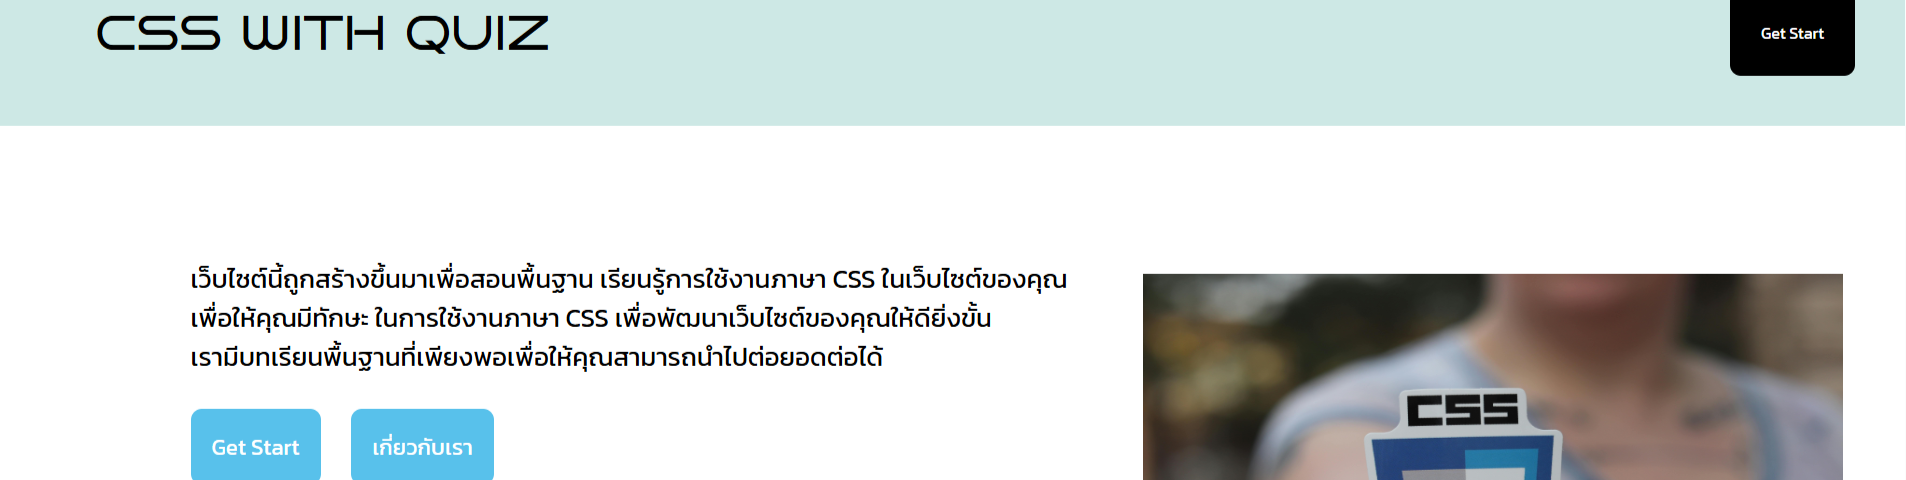 CSS WITH QUIZ
Get Start
เว็บไซต์นี้ถูกสร้างขึ้นมาเพื่อสอนพื้นฐาน เรียนรู้การใช้งานภาษา CSS ในเว็บไซต์ของคุณ
เพื่อให้คุณมีทักษะ ในการใช้งานภาษา CSS เพื่อพัฒนาเว็บไซต์ของคุณให้ดียิ่งขั้น
เรามีบทเรียนพื้นฐานที่เพียงพอเพื่อให้คุณสามารถนำไปต่อยอดต่อได้
Get Start
เกี่ยวกับเรา
CSS